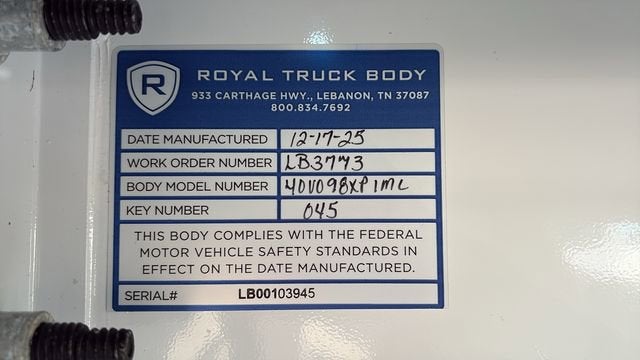 R
ROYAL TRUCK BODY
933 CARTHAGE HWY., LEBANON, TN 37087
800.834.7692
DATE MANUFACTURED 12-17-25
WORK ORDER NUMBER LB3773
BODY MODEL NUMBER 40V098XP1ML
KEY NUMBER 045
THIS BODY COMPLIES WITH THE FEDERAL
MOTOR VEHICLE SAFETY STANDARDS IN
EFFECT ON THE DATE MANUFACTURED.
SERIAL# LB00103945